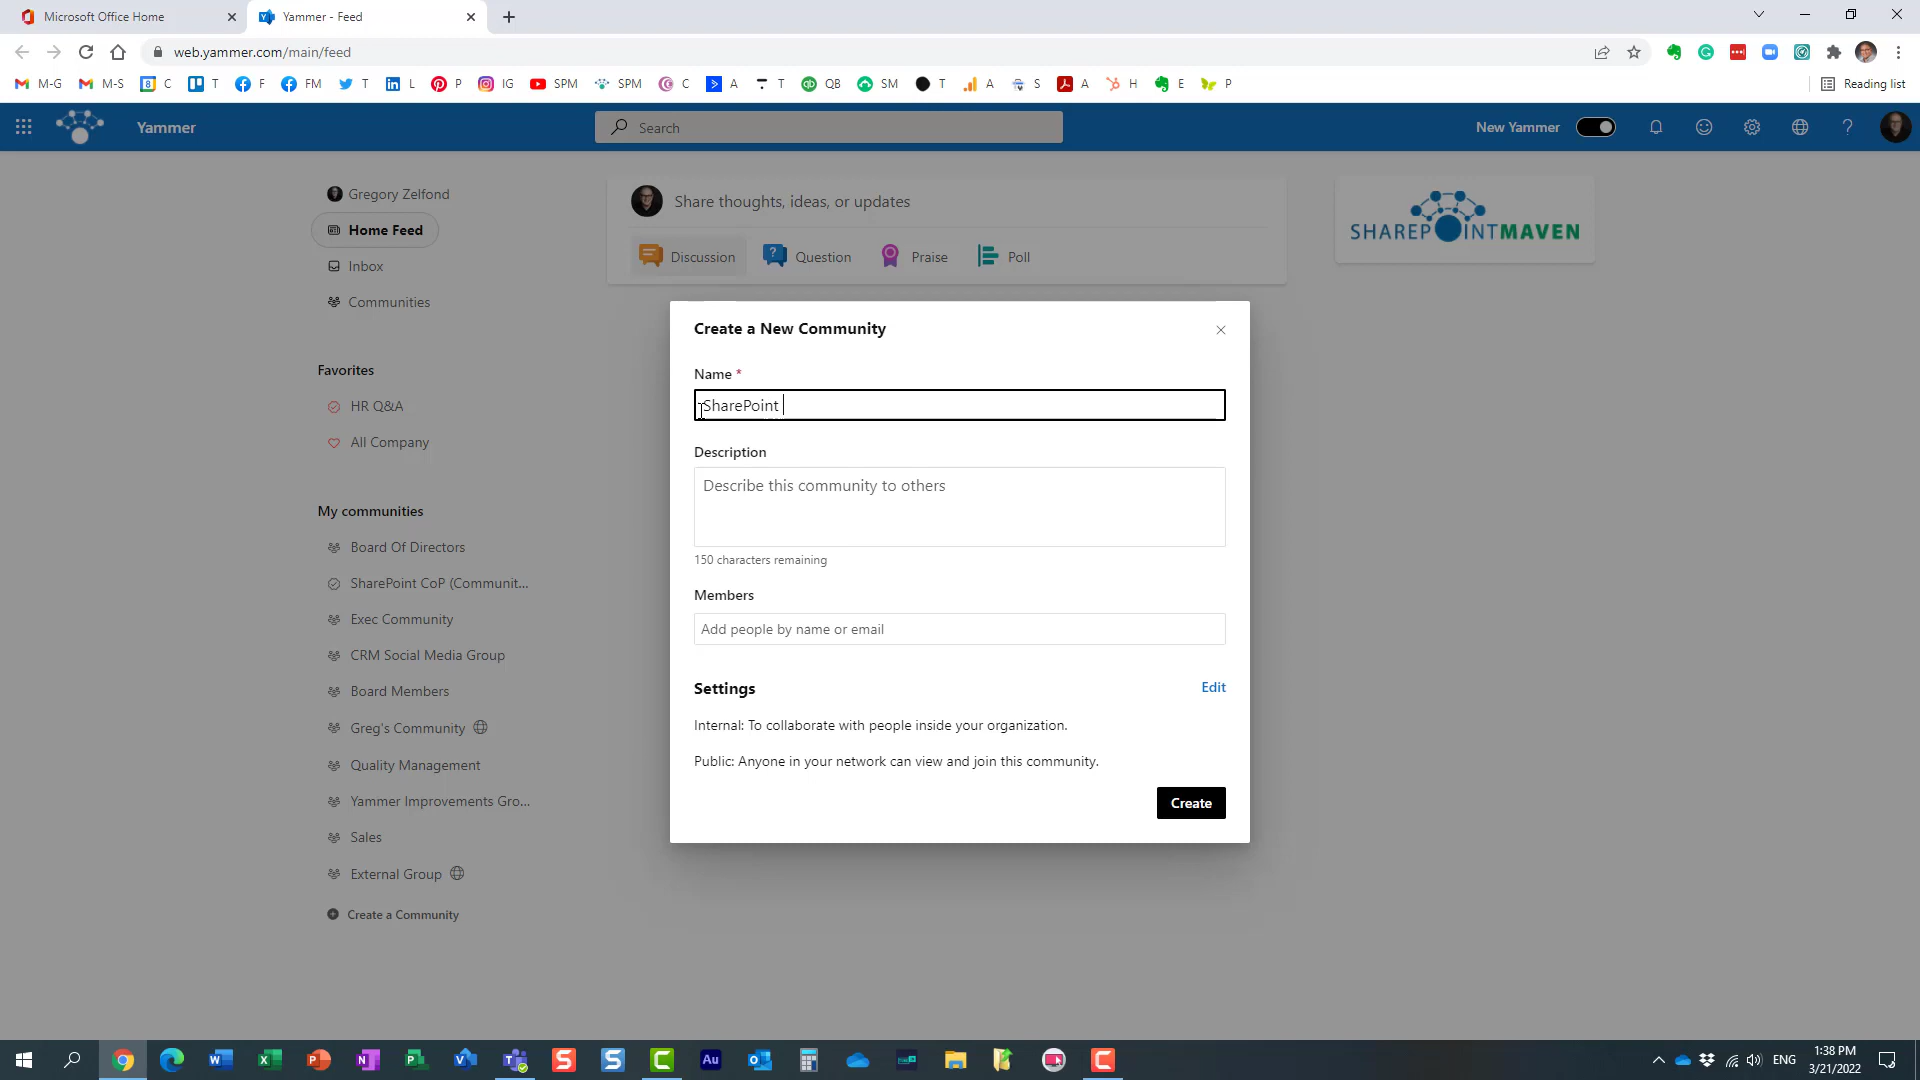 Microsoft Office Home
Yammer - Feed
web.yammer.com/main/feed
M-G M-S C T F FM T L P IG SPM SPM C A T QB SM T A S A H E P Reading list
Yammer
Search
New Yammer
Gregory Zelfond
Home Feed
Inbox
Communities
Favorites
HR Q&A
All Company
My communities
Board Of Directors
SharePoint CoP (Communit...
Exec Community
CRM Social Media Group
Board Members
Greg's Community
Quality Management
Yammer Improvements Gro...
Sales
External Group
Create a Community
Share thoughts, ideas, or updates
Discussion Question Praise Poll
SHAREPOINTMAVEN
Create a New Community
Name *
SharePoint
Description
Describe this community to others
150 characters remaining
Members
Add people by name or email
Settings
Edit
Internal: To collaborate with people inside your organization.
Public: Anyone in your network can view and join this community.
Create
ENG
1:38 PM
3/21/2022